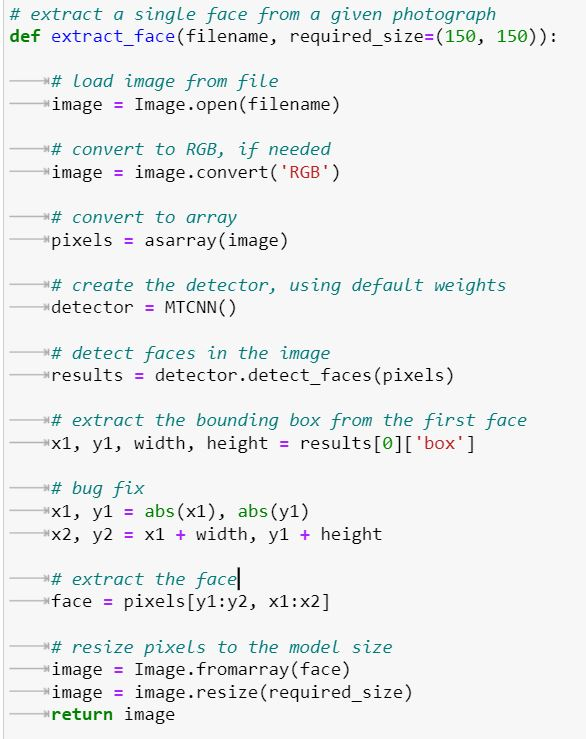 # extract a single face from a given photograph
def extract_face(filename, required_size=(150, 150)):
# load image from file
image = Image.open(filename)
# convert to RGB, if needed
image = image.convert('RGB')
# convert to array
pixels = asarray(image)
# create the detector, using default weights
detector = MTCNN()
# detect faces in the image
results = detector.detect_faces(pixels)
# extract the bounding box from the first face
x1, y1, width, height = results[0]['box']
# bug fix
x1, y1 = abs(x1), abs(y1)
x2, y2 = x1 + width, y1 + height
# extract the face
face = pixels[y1:y2, x1:x2]
# resize pixels to the model size
image = Image.fromarray(face)
image = image.resize(required_size)
return image